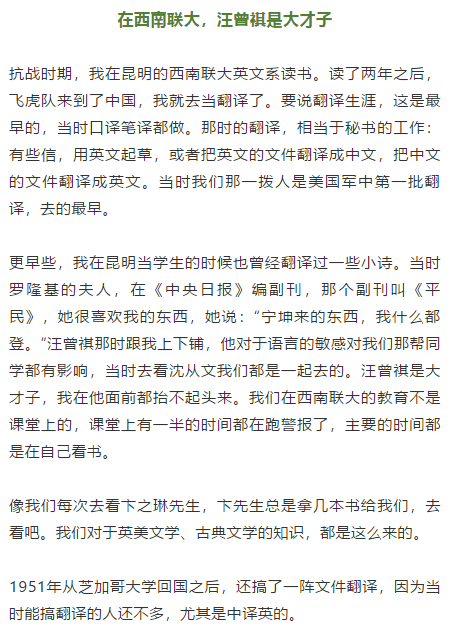 在西南联大，汪曾祺是大才子
抗战时期，我在昆明的西南联大英文系读书。读了两年之后，
飞虎队来到了中国，我就去当翻译了。要说翻译生涯，这是最
早的，当时口译笔译都做。那时的翻译，相当于秘书的工作：
有些信，用英文起草，或者把英文的文件翻译成中文，把中文
的文件翻译成英文。当时我们那一拨人是美国军中第一批翻
译，去的最早。
更早些，我在昆明当学生的时候也曾经翻译过一些小诗。当时
罗隆基的夫人，在《中央日报》编副刊，那个副刊叫《平
民》，她很喜欢我的东西，她说：“宁坤来的东西，我什么都
登。”汪曾祺那时跟我上下铺，他对于语言的敏感对我们那帮同
学都有影响，当时去看沈从文我们都是一起去的。汪曾祺是大
才子，我在他面前都抬不起头来。我们在西南联大的教育不是
课堂上的，课堂上有一半的时间都在跑警报了，主要的时间都
是在自己看书。
像我们每次去看卞之琳先生，卞先生总是拿几本书给我们，去
看吧。我们对于英美文学、古典文学的知识，都是这么来的。
1951年从芝加哥大学回国之后，还搞了一阵文件翻译，因为当
时能搞翻译的人还不多，尤其是中译英的。